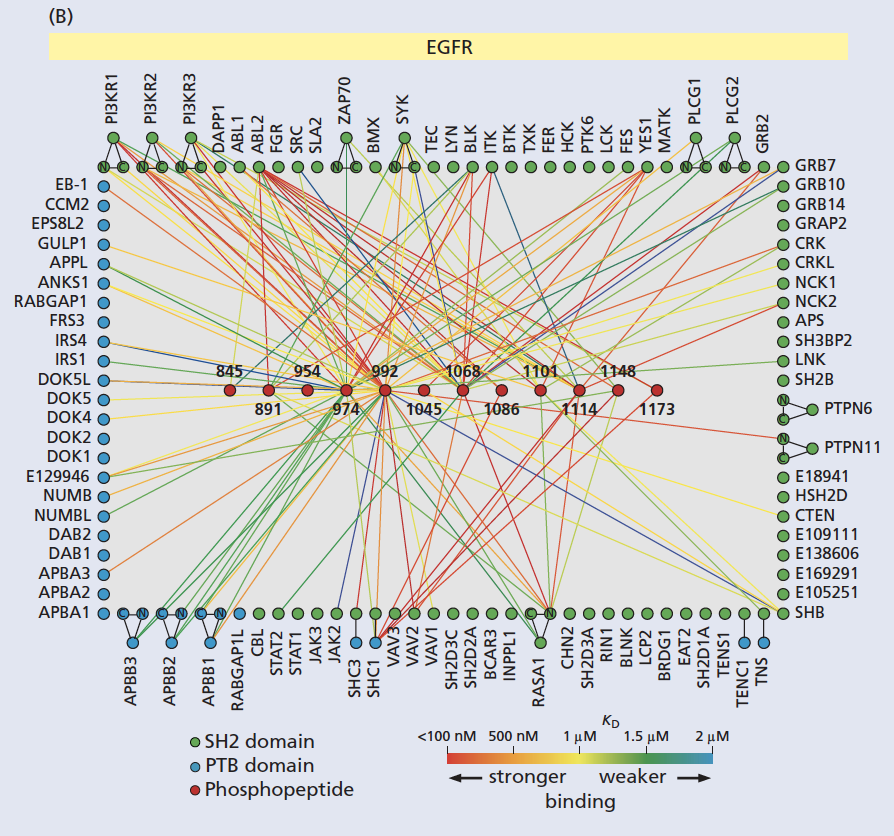 (B)
EGFR
PI3KR1
PI3KR2
PI3KR3
DAPP1
ABL1
ABL2
FGR
SRC
SLA2
ZAP70
BMX
SYK
TEC
LYN
BLK
ITK
BTK
TXK
FER
HCK
PTK6
LCK
FES
YES1
MATK
PLCG1
PLCG2
GRB2
N C N C N C N C N C N C N C
GRB7
EB-1
GRB10
CCM2
GRB14
EPS8L2
GRAP2
GULP1
CRK
APPL
CRKL
ANKS1
NCK1
RABGAP1
NCK2
FRS3
APS
IRS4
SH3BP2
IRS1
LNK
DOK5L
SH2B
845 954 992 1068 1101 1148
891 974 1045 1086 1114 1173
DOK5
N
PTPN6
DOK4
C
DOK2
N
PTPN11
DOK1
C
E129946
E18941
NUMB
HSH2D
NUMBL
CTEN
DAB2
E109111
DAB1
E138606
APBA3
E169291
APBA2
E105251
APBA1
C N C N C N C N
SHB
APBB3
APBB2
APBB1
RABGAP1L
CBL
STAT2
STAT1
JAK3
JAK2
SHC3
SHC1
VAV3
VAV2
VAV1
SH2D3C
SH2D2A
BCAR3
INPPL1
RASA1
CHN2
SH2D3A
RIN1
BLNK
LCP2
BRDG1
EAT2
SH2D1A
TENS1
TENC1
TNS
SH2 domain
PTB domain
Phosphopeptide
KD
<100 nM 500 nM 1 μM 1.5 μM 2 μM
stronger weaker
binding